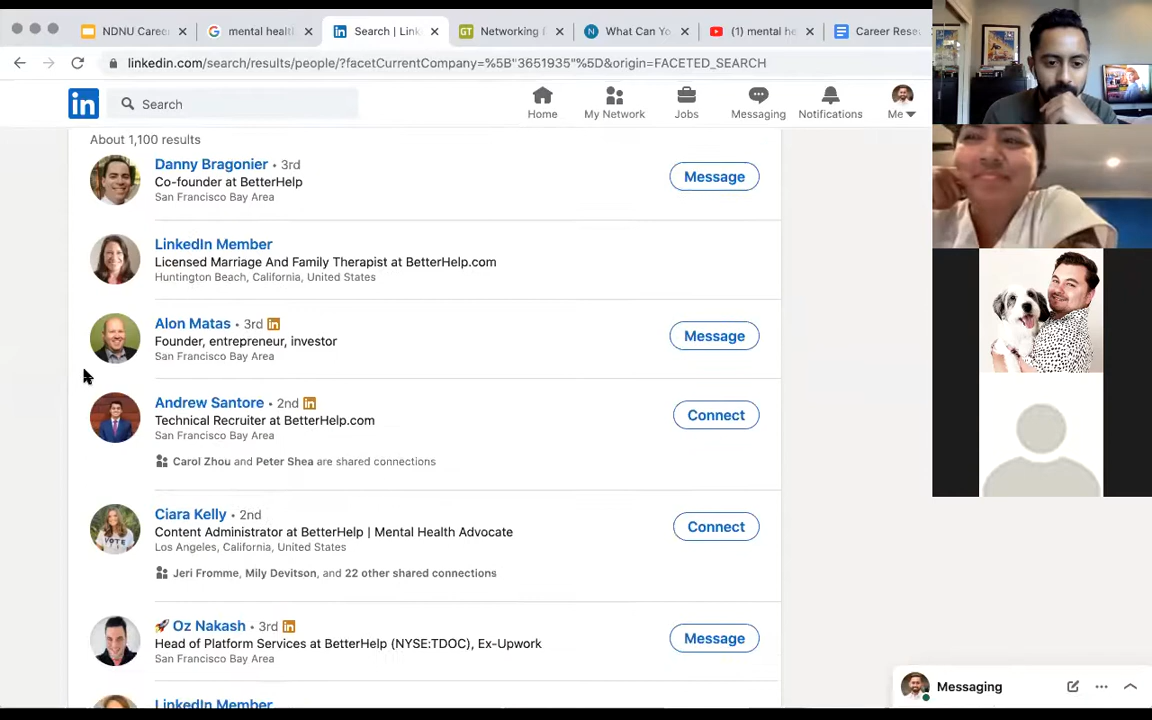 NDNU Caree
mental healt
Search | Link
Networking f
What Can Yo
(1) mental he
Career Resu
linkedin.com/search/results/people/?facetCurrentCompany=%5B"3651935"%5D&origin=FACETED_SEARCH
in
Search
Home
My Network
Jobs
Messaging
Notifications
Me
About 1,100 results
Danny Bragonier • 3rd
Co-founder at BetterHelp
San Francisco Bay Area
Message
LinkedIn Member
Licensed Marriage And Family Therapist at BetterHelp.com
Huntington Beach, California, United States
Alon Matas • 3rd
Founder, entrepreneur, investor
San Francisco Bay Area
Message
Andrew Santore • 2nd
Technical Recruiter at BetterHelp.com
San Francisco Bay Area
Carol Zhou and Peter Shea are shared connections
Connect
Ciara Kelly • 2nd
Content Administrator at BetterHelp | Mental Health Advocate
Los Angeles, California, United States
Jeri Fromme, Mily Devitson, and 22 other shared connections
Connect
🚀 Oz Nakash • 3rd
Head of Platform Services at BetterHelp (NYSE:TDOC), Ex-Upwork
San Francisco Bay Area
Message
LinkedIn Member
Messaging